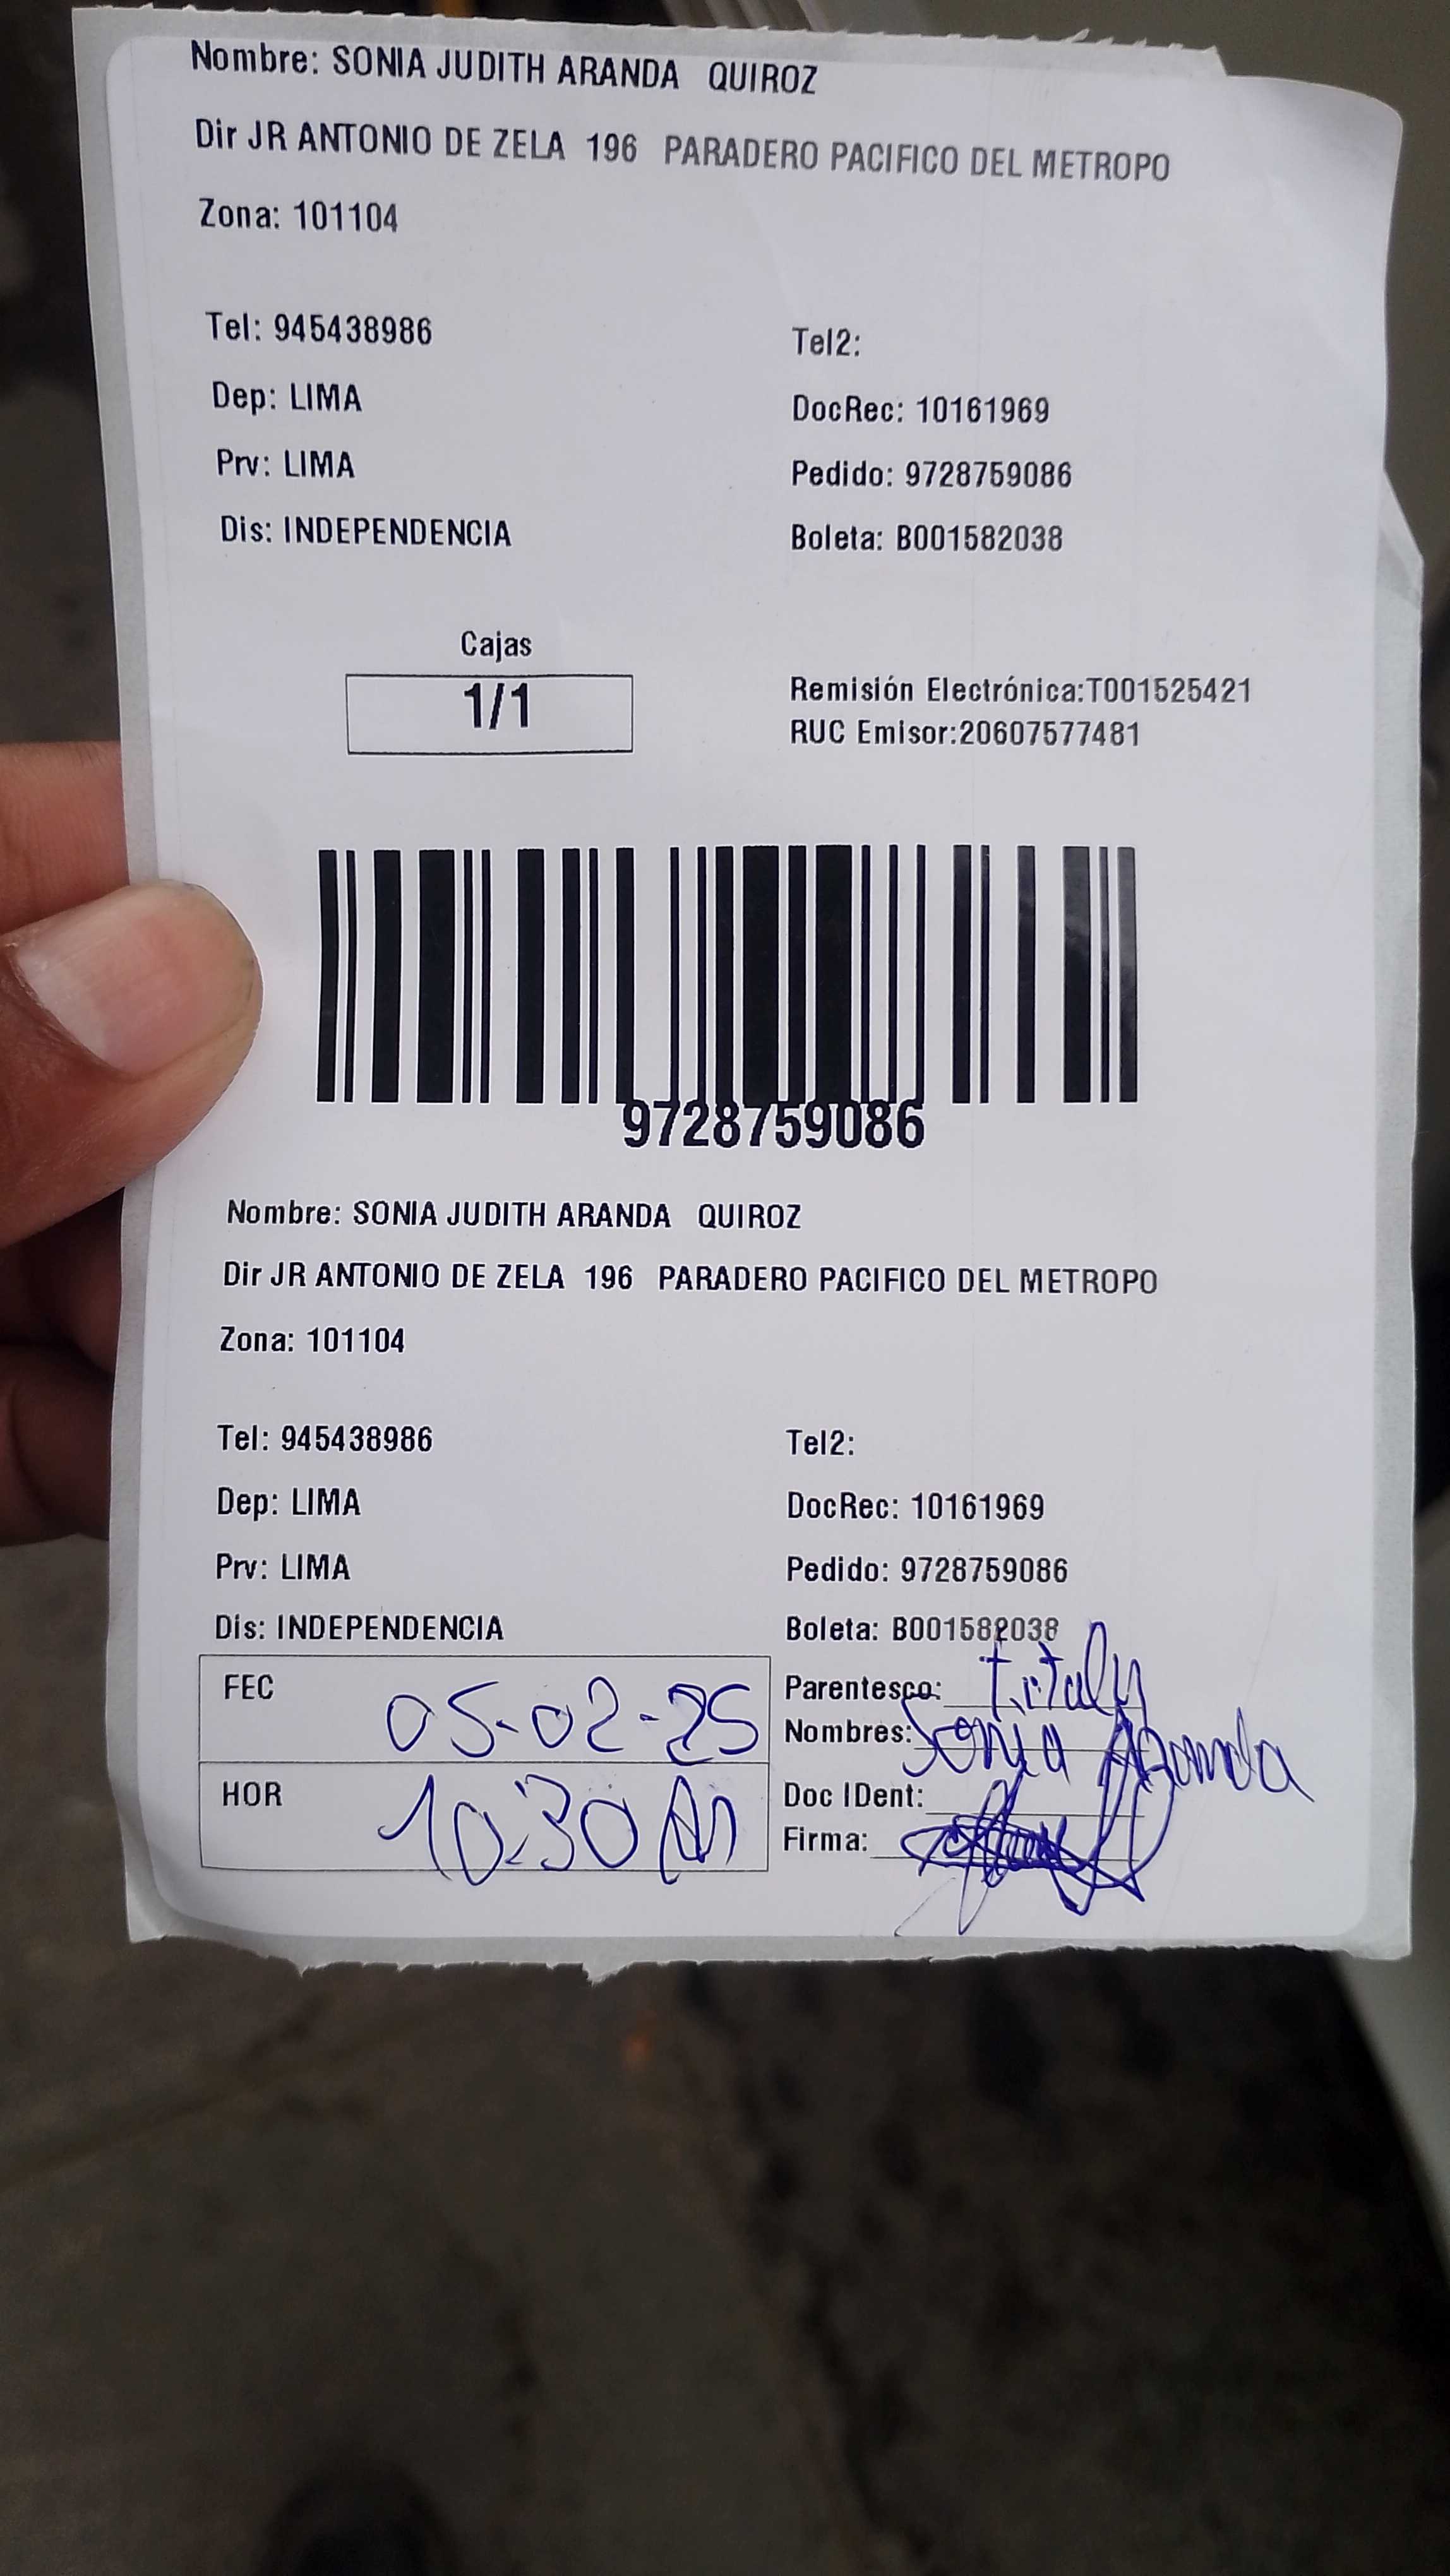 Nombre: SONIA JUDITH ARANDA QUIROZ
Dir JR ANTONIO DE ZELA 196 PARADERO PACIFICO DEL METROPO
Zona: 101104
Tel: 945438986 Tel2:
Dep: LIMA DocRec: 10161969
Prv: LIMA Pedido: 9728759086
Dis: INDEPENDENCIA Boleta: B001582038
Cajas
1/1
Remisión Electrónica:T001525421
RUC Emisor:20607577481
9728759086
Nombre: SONIA JUDITH ARANDA QUIROZ
Dir JR ANTONIO DE ZELA 196 PARADERO PACIFICO DEL METROPO
Zona: 101104
Tel: 945438986 Tel2:
Dep: LIMA DocRec: 10161969
Prv: LIMA Pedido: 9728759086
Dis: INDEPENDENCIA Boleta: B001582038
FEC 05-02-25 Parentesco:
Nombres: Sonia Aranda
HOR 10:30 Am Doc IDent:
Firma: